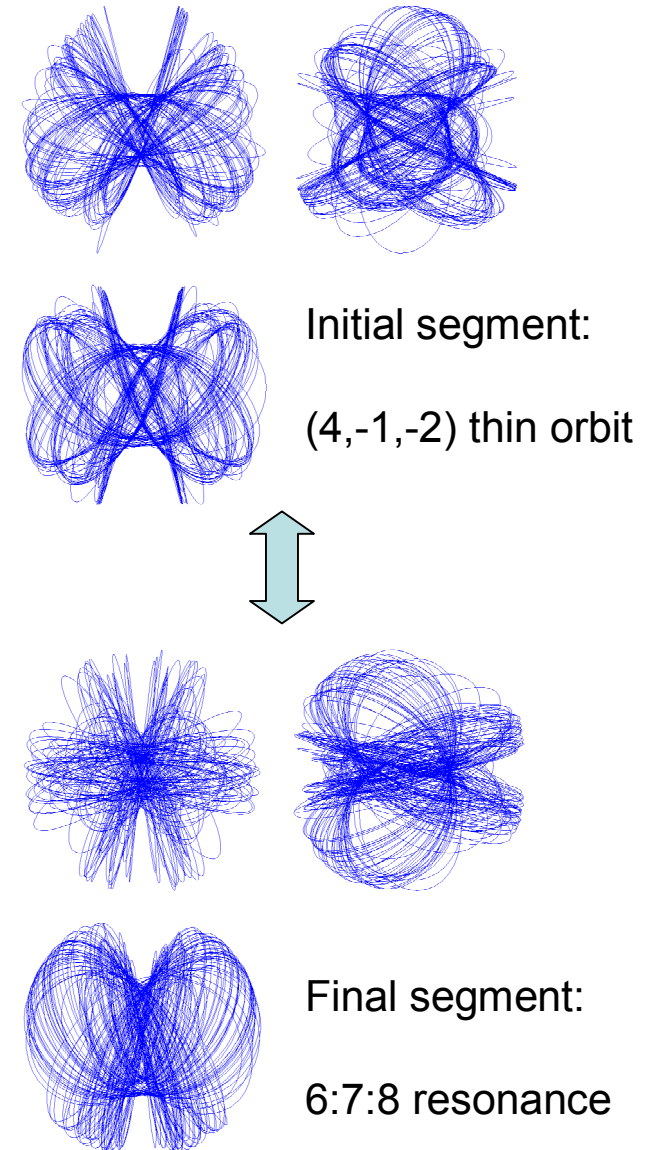 Initial segment:
(4,-1,-2) thin orbit
Final segment:
6:7:8 resonance